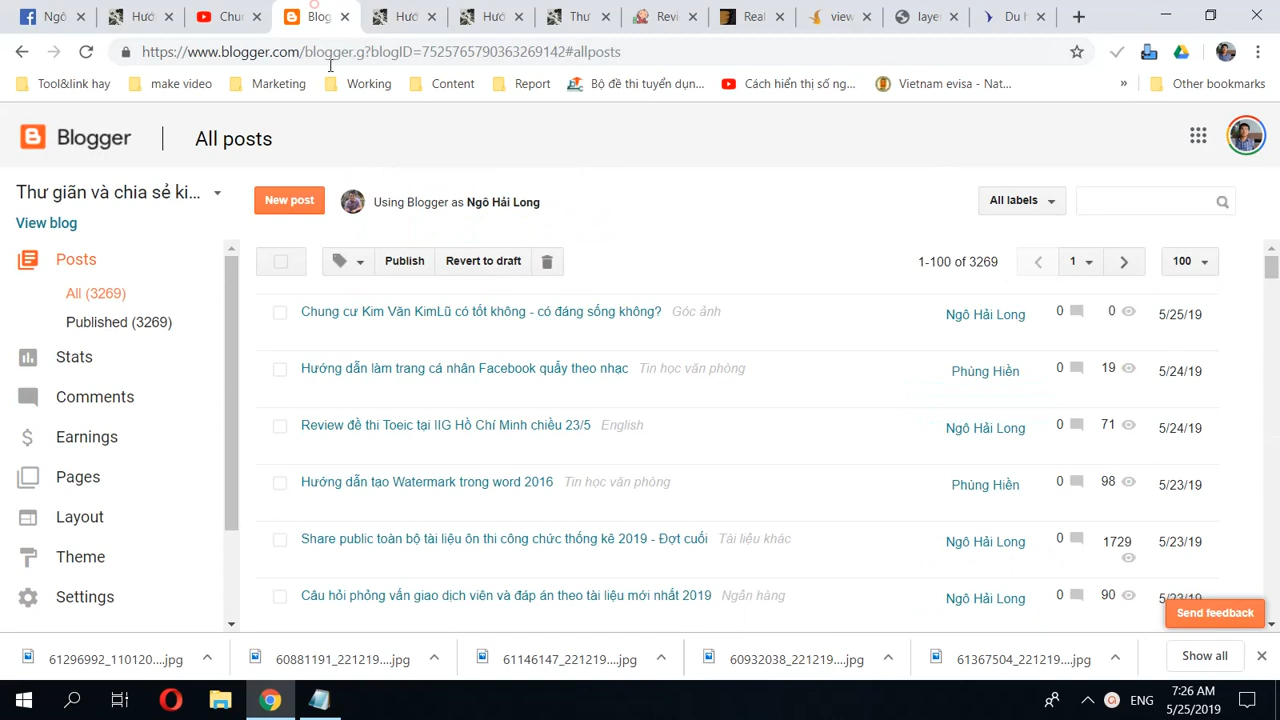 Ngô
Hướ
Chu
Blog
Hướ
Hướ
Thư
Revi
Real
view
laye
Du h
https://www.blogger.com/blogger.g?blogID=7525765790363269142#allposts
Tool&link hay
make video
Marketing
Working
Content
Report
Bộ đề thi tuyển dụn...
Cách hiển thị số ng...
Vietnam evisa - Nat...
»
Other bookmarks
Blogger
All posts
Thư giãn và chia sẻ ki...
View blog
New post
Using Blogger as Ngô Hải Long
All labels
Posts
All (3269)
Published (3269)
Stats
Comments
Earnings
Pages
Layout
Theme
Settings
Publish
Revert to draft
1-100 of 3269
1
100
Chung cư Kim Văn KimLũ có tốt không - có đáng sống không? Góc ảnh Ngô Hải Long 0 0 5/25/19
Hướng dẫn làm trang cá nhân Facebook quẩy theo nhạc Tin học văn phòng Phùng Hiền 0 19 5/24/19
Review đề thi Toeic tại IIG Hồ Chí Minh chiều 23/5 English Ngô Hải Long 0 71 5/24/19
Hướng dẫn tạo Watermark trong word 2016 Tin học văn phòng Phùng Hiền 0 98 5/23/19
Share public toàn bộ tài liệu ôn thi công chức thống kê 2019 - Đợt cuối Tài liệu khác Ngô Hải Long 0 1729 5/23/19
Câu hỏi phỏng vấn giao dịch viên và đáp án theo tài liệu mới nhất 2019 Ngân hàng Ngô Hải Long 0 90 5/23/19
Send feedback
61296992_110120....jpg
60881191_221219....jpg
61146147_221219....jpg
60932038_221219....jpg
61367504_221219....jpg
Show all
ENG
7:26 AM
5/25/2019